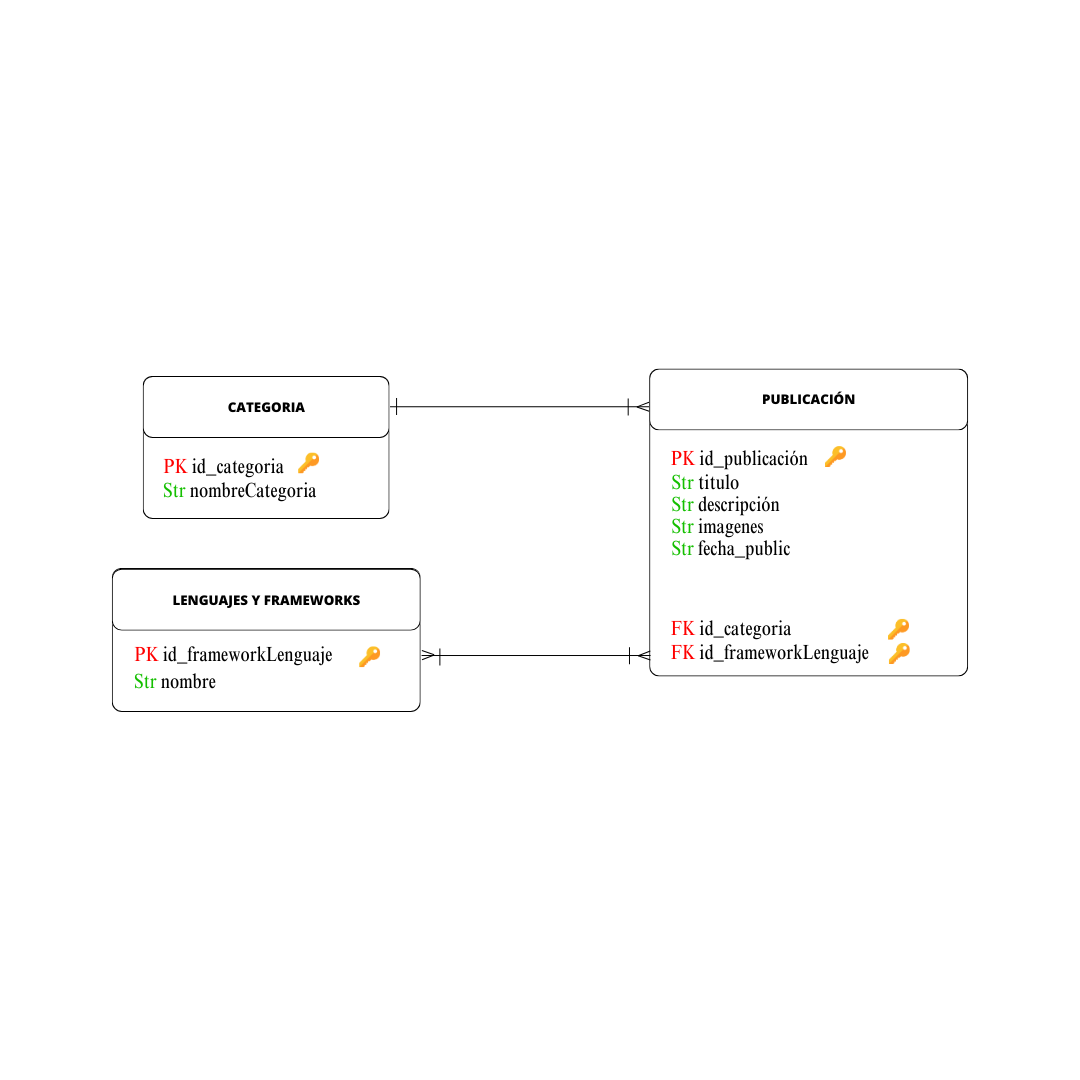 CATEGORIA
PK id_categoria
Str nombreCategoria
LENGUAJES Y FRAMEWORKS
PK id_frameworkLenguaje
Str nombre
PUBLICACIÓN
PK id_publicación
Str titulo
Str descripción
Str imagenes
Str fecha_public
FK id_categoria
FK id_frameworkLenguaje